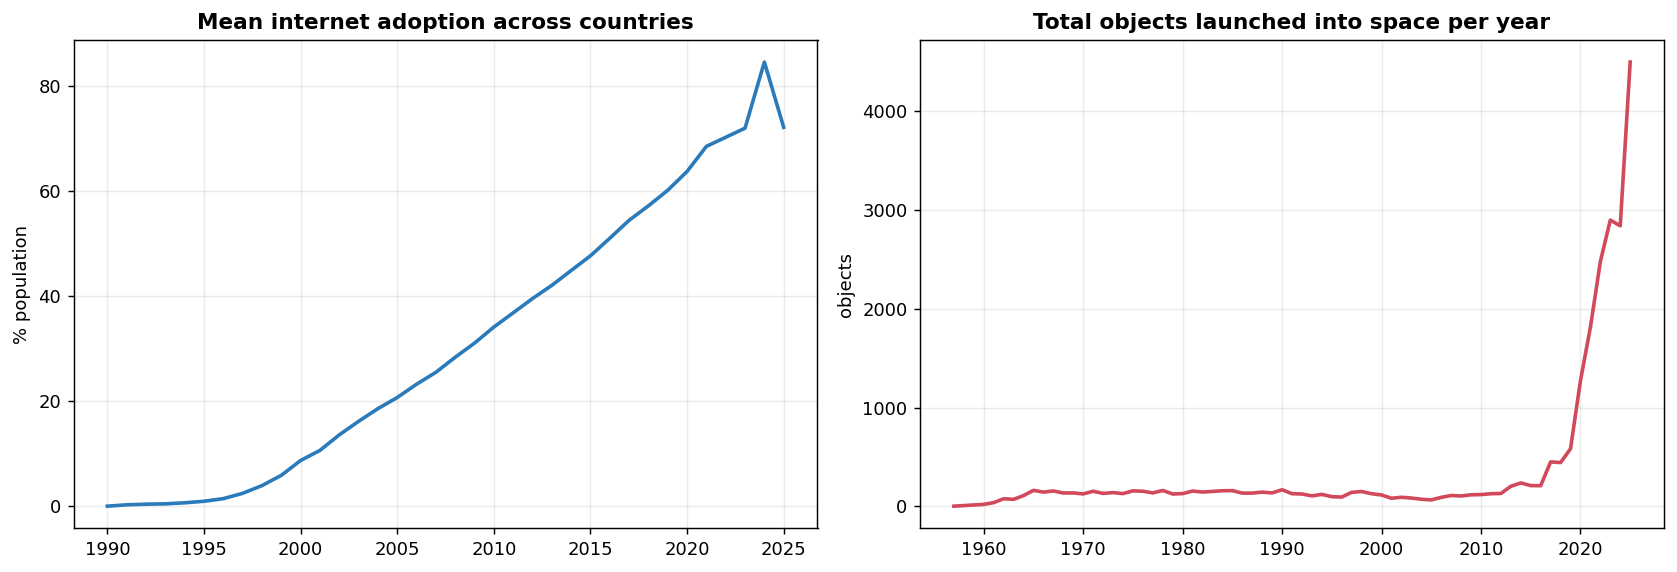 Mean internet adoption across countries
% population
80
60
40
20
0
1990 1995 2000 2005 2010 2015 2020 2025
Total objects launched into space per year
objects
4000
3000
2000
1000
0
1960 1970 1980 1990 2000 2010 2020